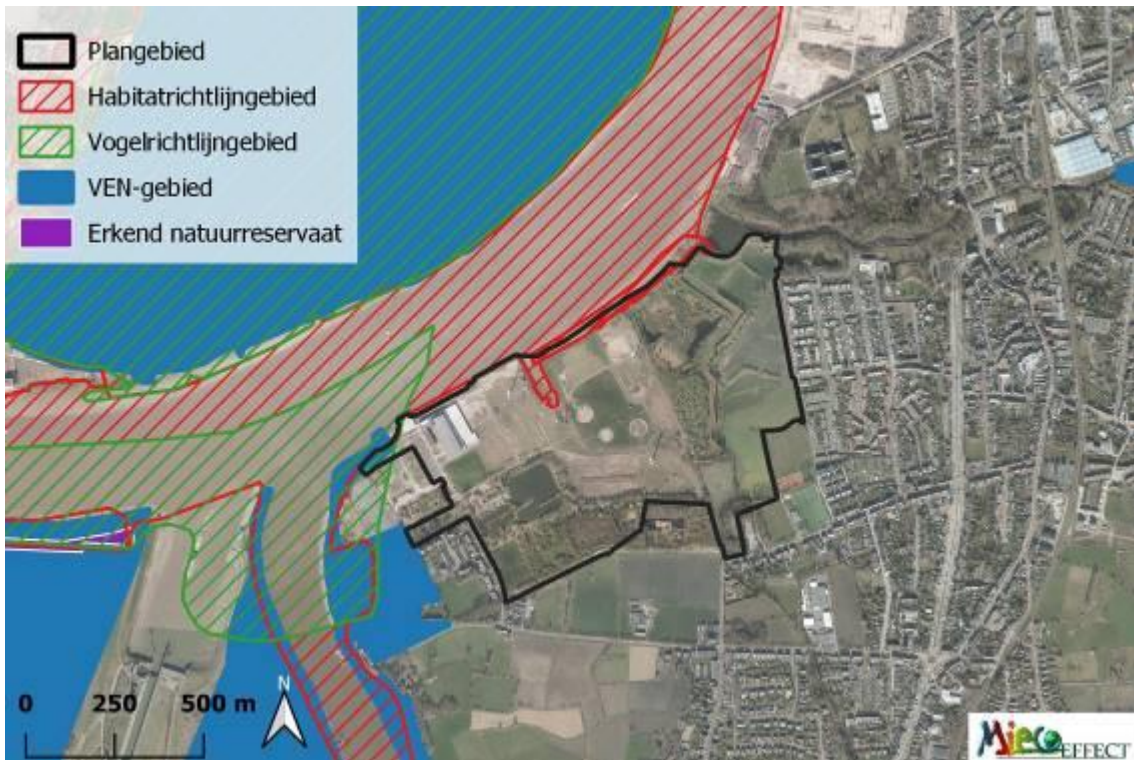 Plangebied
Habitatrichtlijngebied
Vogelrichtlijngebied
VEN-gebied
Erkend natuurreservaat
0 250 500 m
N
Mieco EFFECT